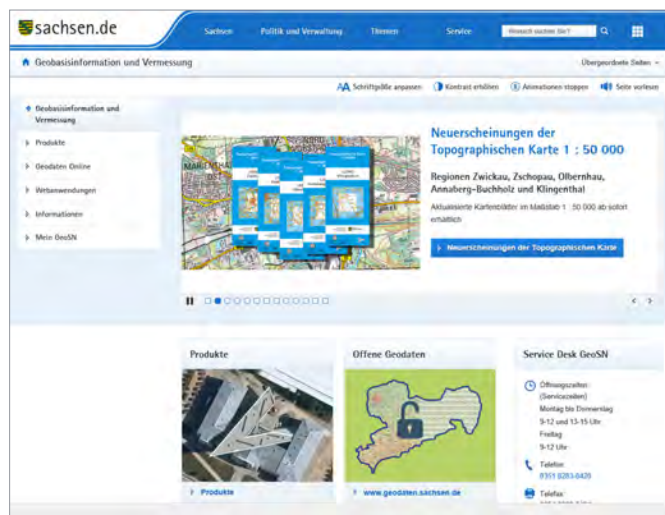 sachsen.de
Sachsen Politik und Verwaltung Themen Service
Geobasisinformation und Vermessung Übergeordnete Seiten
AA Schriftgröße anpassen Kontrast erhöhen Animationen stoppen Seite vorlesen
Geobasisinformation und
Vermessung
Produkte
Geodaten Online
Webanwendungen
Informationen
Mein GeoSN
Neuerscheinungen der
Topographischen Karte 1 : 50 000
Regionen Zwickau, Zschopau, Olbernhau,
Annaberg-Buchholz und Klingenthal
Aktualisierte Kartenbilder im Maßstab 1 : 50 000 ab sofort
erhältlich
Neuerscheinungen der Topographischen Karte
Produkte
Produkte
Offene Geodaten
www.geodaten.sachsen.de
Service Desk GeoSN
Öffnungszeiten:
(Servicezeiten)
Montag bis Donnerstag
9-12 und 13-15 Uhr
Freitag
9-12 Uhr
Telefon:
0351 8283-8420
Telefax: